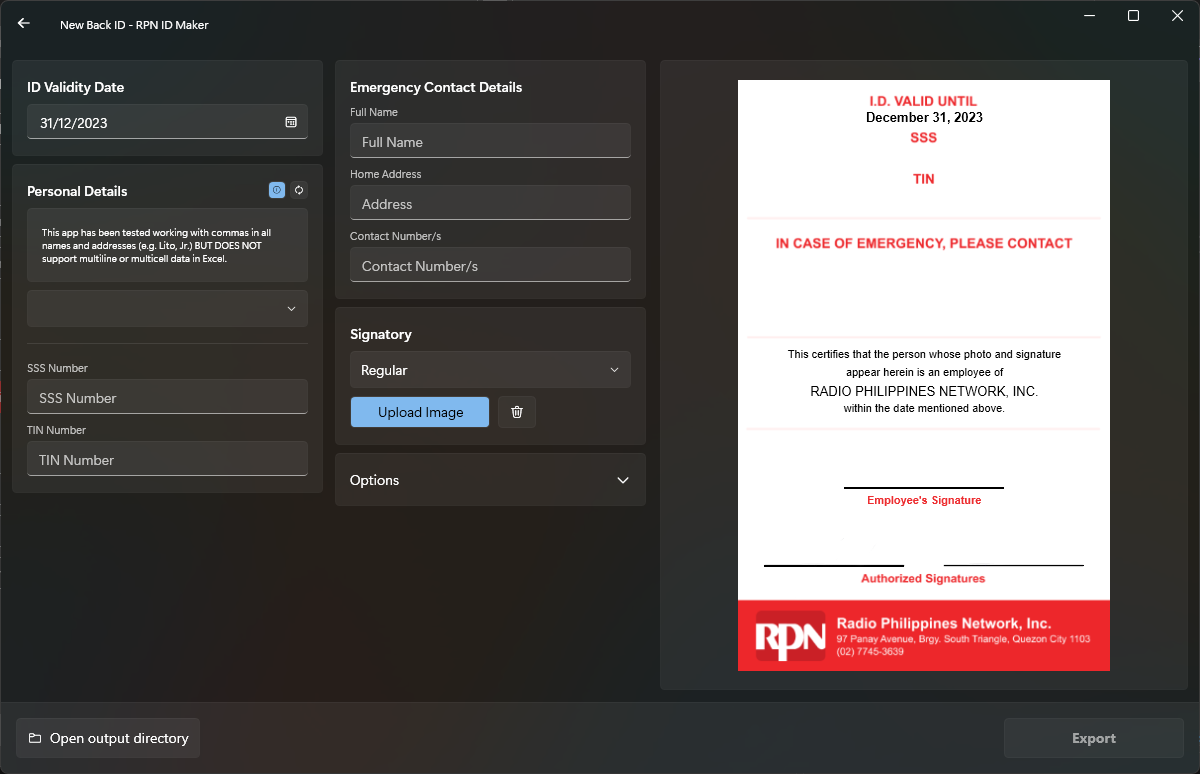 New Back ID - RPN ID Maker
ID Validity Date
31/12/2023
Personal Details
This app has been tested working with commas in all
names and addresses (e.g. Lito, Jr.) BUT DOES NOT
support multiline or multicell data in Excel.
SSS Number
SSS Number
TIN Number
TIN Number
Emergency Contact Details
Full Name
Full Name
Home Address
Address
Contact Number/s
Contact Number/s
Signatory
Regular
Upload Image
Options
I.D. VALID UNTIL
December 31, 2023
SSS
TIN
IN CASE OF EMERGENCY, PLEASE CONTACT
This certifies that the person whose photo and signature
appear herein is an employee of
RADIO PHILIPPINES NETWORK, INC.
within the date mentioned above.
Employee's Signature
Authorized Signatures
RPN
Radio Philippines Network, Inc.
97 Panay Avenue, Brgy. South Triangle, Quezon City 1103
(02) 7745-3639
Open output directory
Export